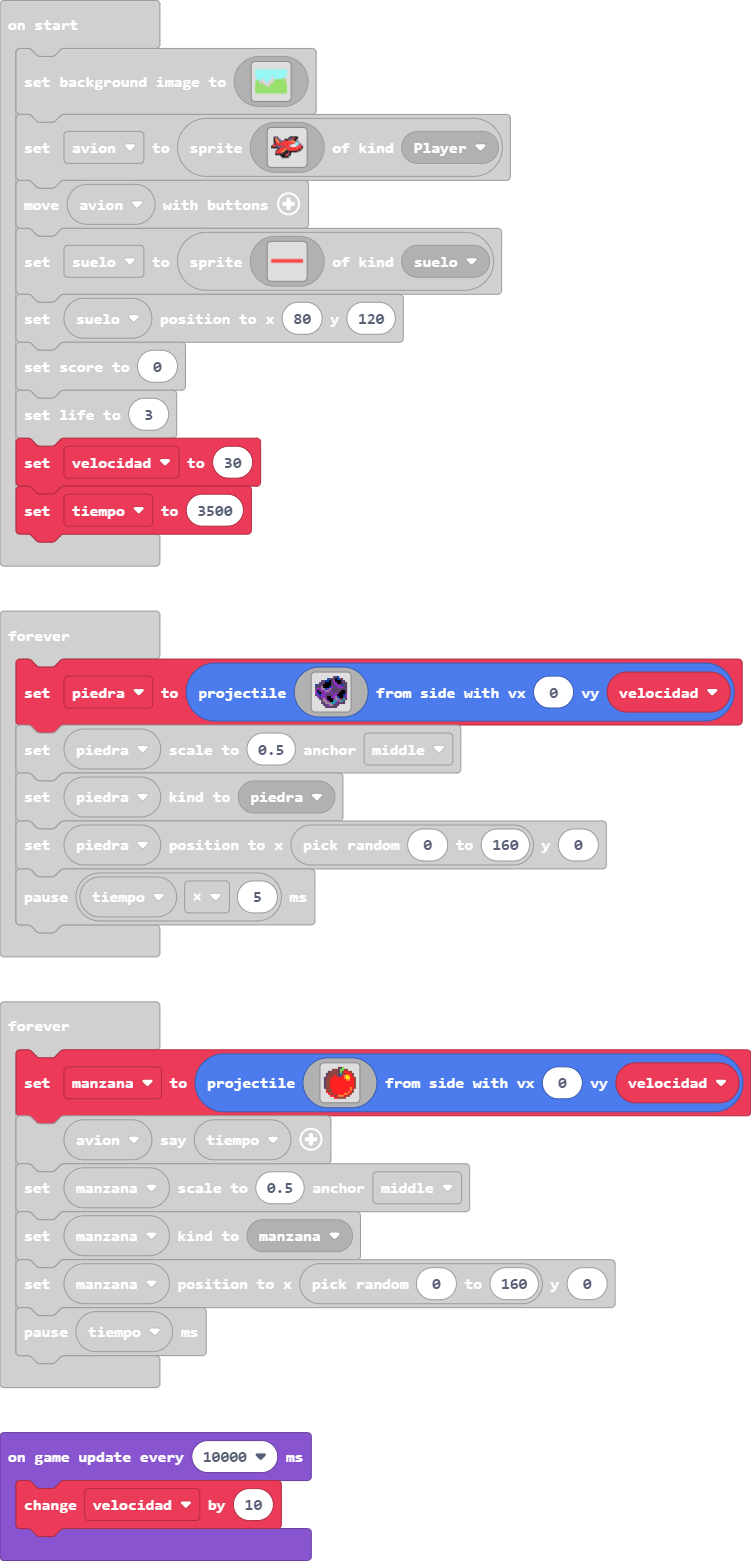 on start
set background image to
set avion to sprite of kind Player
move avion with buttons
set suelo to sprite of kind suelo
set suelo position to x 80 y 120
set score to 0
set life to 3
set velocidad to 30
set tiempo to 3500
forever
set piedra to projectile from side with vx 0 vy velocidad
set piedra scale to 0.5 anchor middle
set piedra kind to piedra
set piedra position to x pick random 0 to 160 y 0
pause tiempo × 5 ms
forever
set manzana to projectile from side with vx 0 vy velocidad
avion say tiempo
set manzana scale to 0.5 anchor middle
set manzana kind to manzana
set manzana position to x pick random 0 to 160 y 0
pause tiempo ms
on game update every 10000 ms
change velocidad by 10